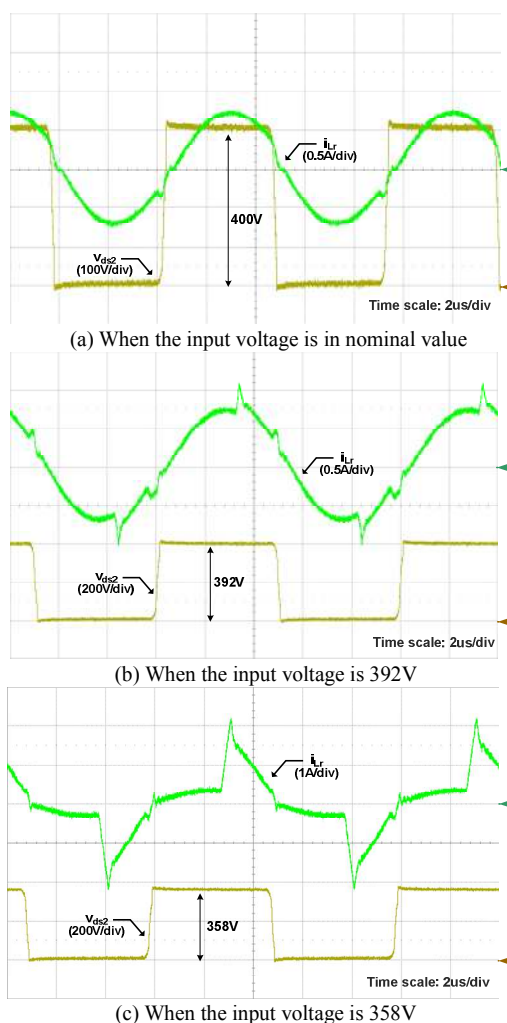 iLr
(0.5A/div)
400V
vds2
(100V/div)
Time scale: 2us/div
(a) When the input voltage is in nominal value
iLr
(0.5A/div)
vds2
(200V/div)
392V
Time scale: 2us/div
(b) When the input voltage is 392V
iLr
(1A/div)
vds2
(200V/div)
358V
Time scale: 2us/div
(c) When the input voltage is 358V